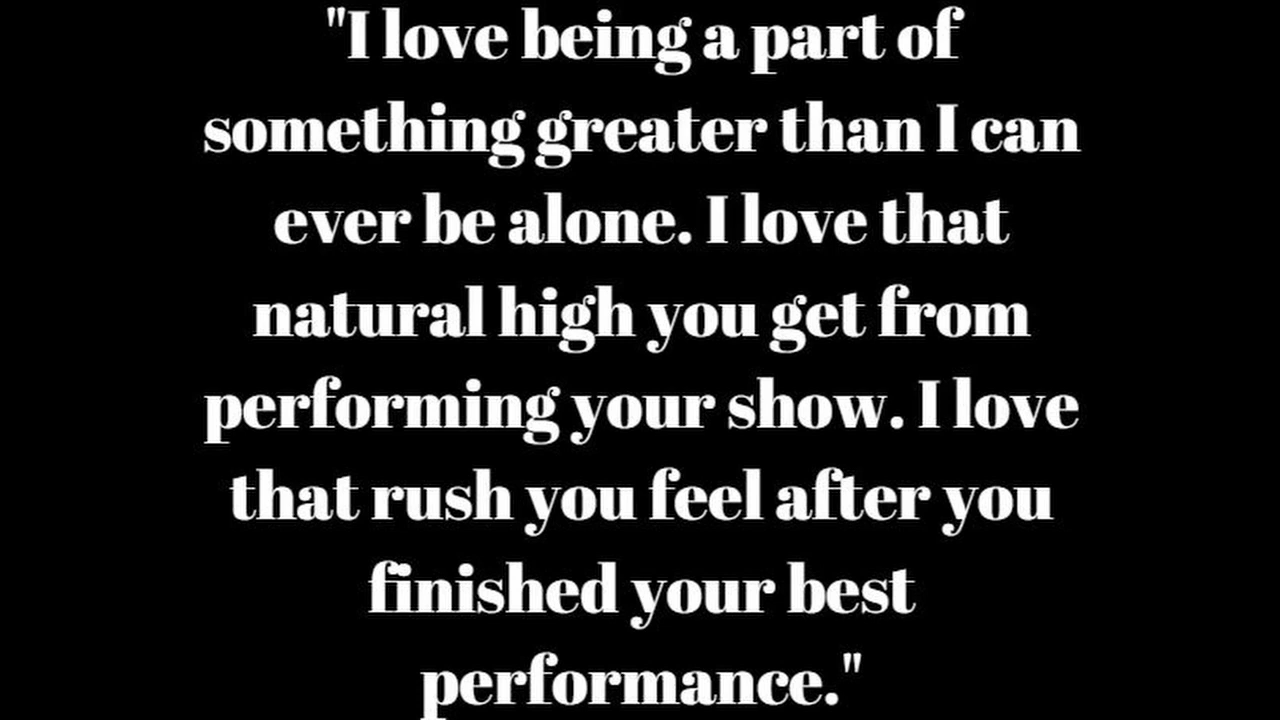 "I love being a part of
something greater than I can
ever be alone. I love that
natural high you get from
performing your show. I love
that rush you feel after you
finished your best
performance."